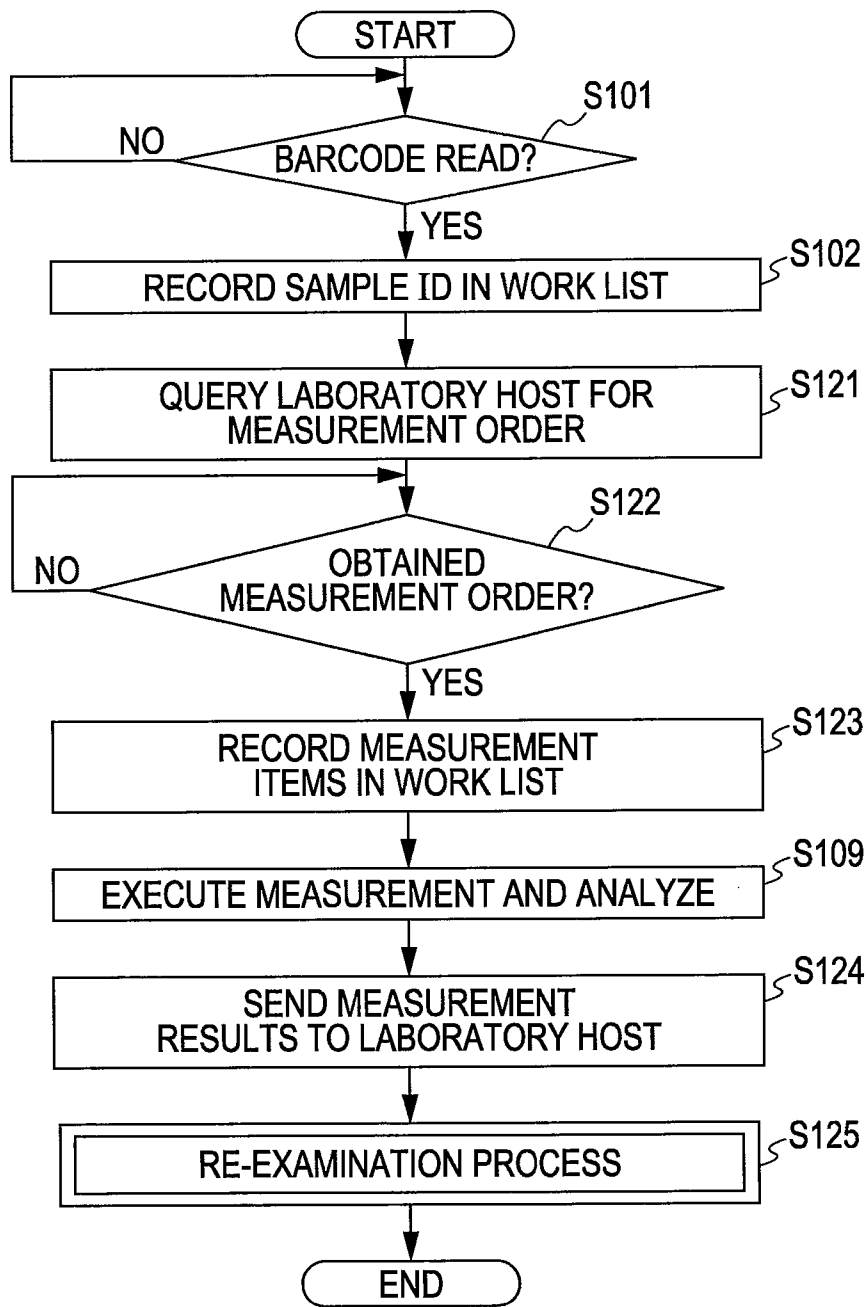 START
S101
NO
BARCODE READ?
YES
S102
RECORD SAMPLE ID IN WORK LIST
S121
QUERY LABORATORY HOST FOR
MEASUREMENT ORDER
S122
NO
OBTAINED
MEASUREMENT ORDER?
YES
S123
RECORD MEASUREMENT
ITEMS IN WORK LIST
S109
EXECUTE MEASUREMENT AND ANALYZE
S124
SEND MEASUREMENT
RESULTS TO LABORATORY HOST
S125
RE-EXAMINATION PROCESS
END